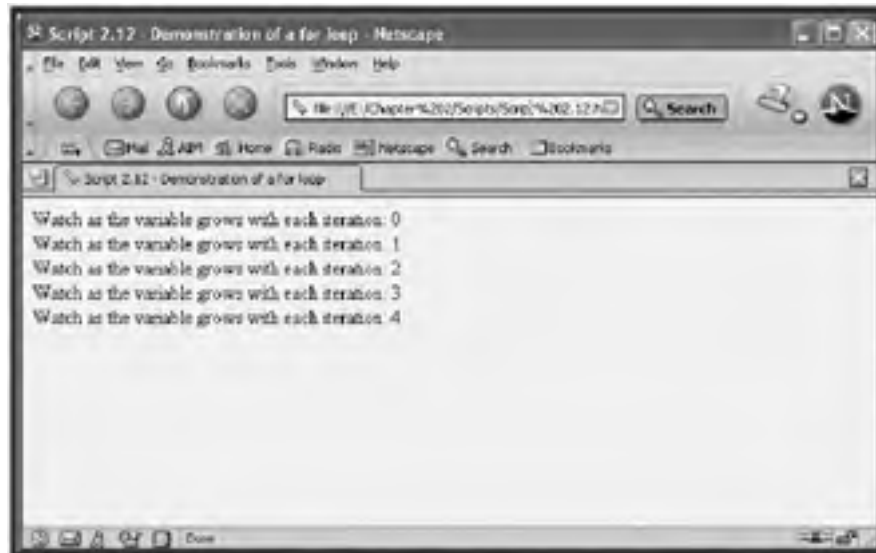 Script 2.12 - Demonstration of a for loop - Netscape
File Edit View Go Bookmarks Tools Window Help
Search
Mail AIM Home Radio Netscape Search Bookmarks
Script 2.12 - Demonstration of a for loop
Watch as the variable grows with each iteration: 0
Watch as the variable grows with each iteration: 1
Watch as the variable grows with each iteration: 2
Watch as the variable grows with each iteration: 3
Watch as the variable grows with each iteration: 4
Done